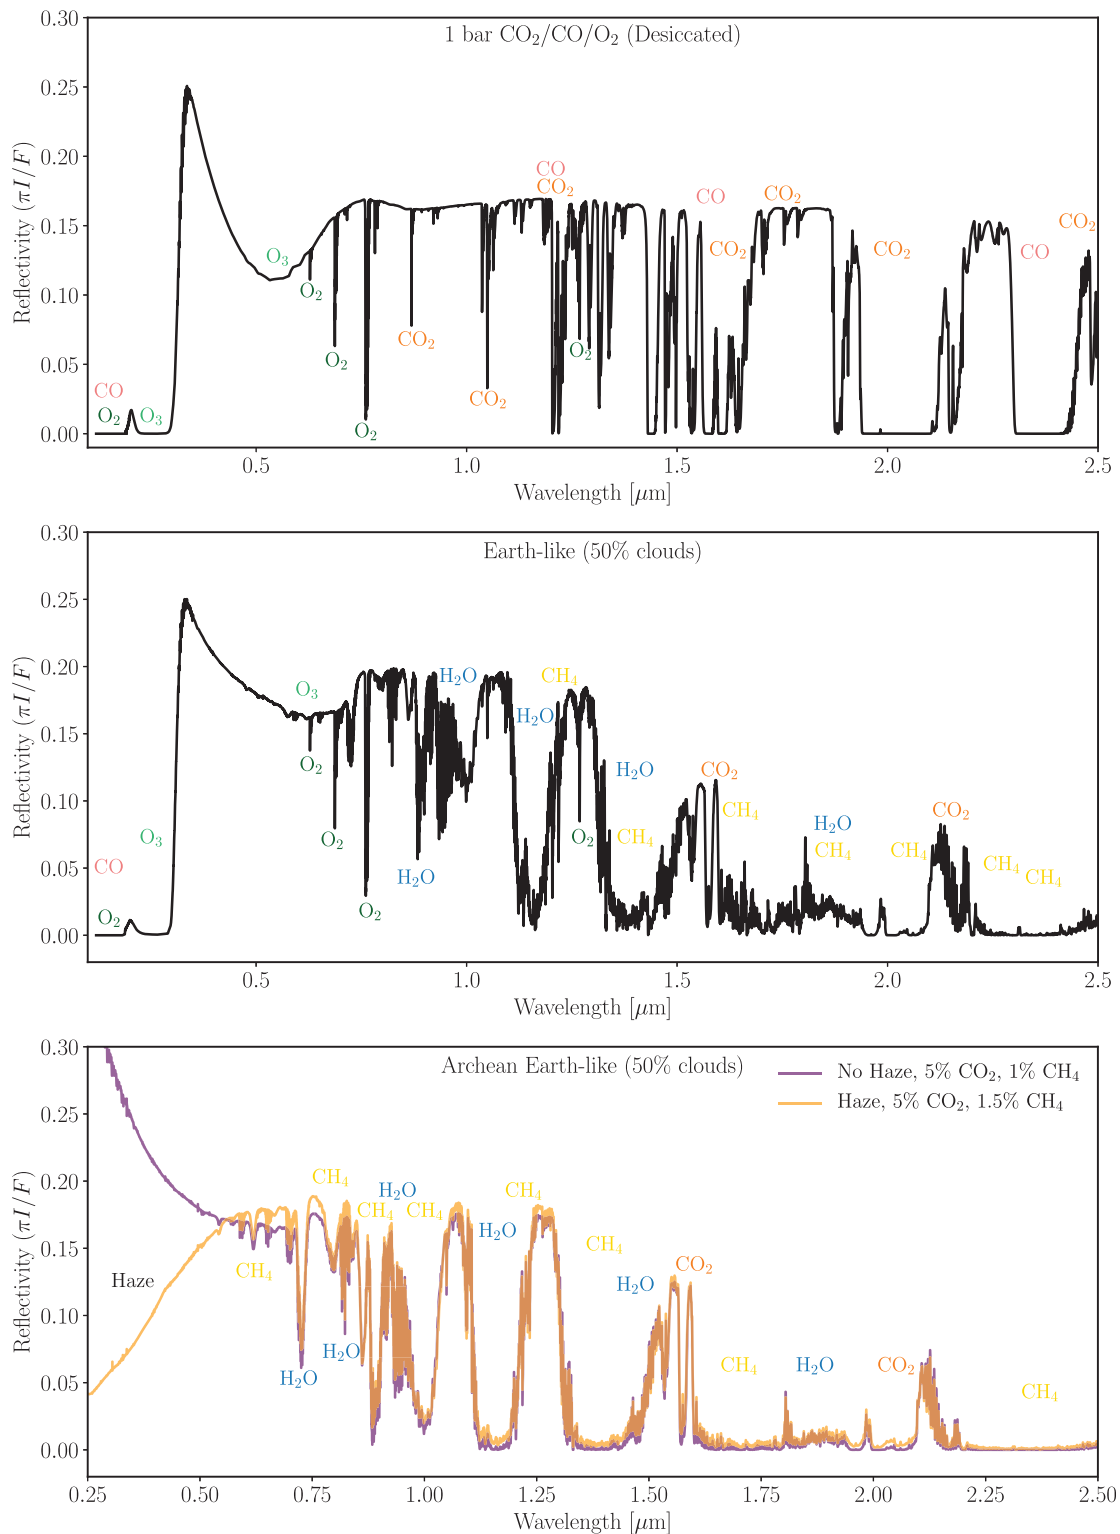 1 bar CO₂/CO/O₂ (Desiccated)
0.30
0.25
0.20
0.15
0.10
0.05
0.00
Reflectivity (πI/F)
CO
O₂
O₃
O₃
O₂
O₂
O₂
CO₂
CO₂
CO
CO₂
O₂
CO
CO₂
CO₂
CO₂
CO
CO₂
0.5 1.0 1.5 2.0 2.5
Wavelength [μm]
Earth-like (50% clouds)
0.30
0.25
0.20
0.15
0.10
0.05
0.00
Reflectivity (πI/F)
CO
O₂
O₃
O₃
O₂
O₂
O₂
H₂O
H₂O
H₂O
CH₄
O₂
H₂O
CH₄
CO₂
CH₄
H₂O
CH₄
CH₄
CO₂
CH₄
CH₄
0.5 1.0 1.5 2.0 2.5
Wavelength [μm]
Archean Earth-like (50% clouds)
No Haze, 5% CO₂, 1% CH₄
Haze, 5% CO₂, 1.5% CH₄
0.30
0.25
0.20
0.15
0.10
0.05
0.00
Reflectivity (πI/F)
Haze
CH₄
H₂O
CH₄
H₂O
H₂O
CH₄
CH₄
H₂O
CH₄
CH₄
H₂O
CO₂
CH₄
H₂O
CO₂
CH₄
0.25 0.50 0.75 1.00 1.25 1.50 1.75 2.00 2.25 2.50
Wavelength [μm]